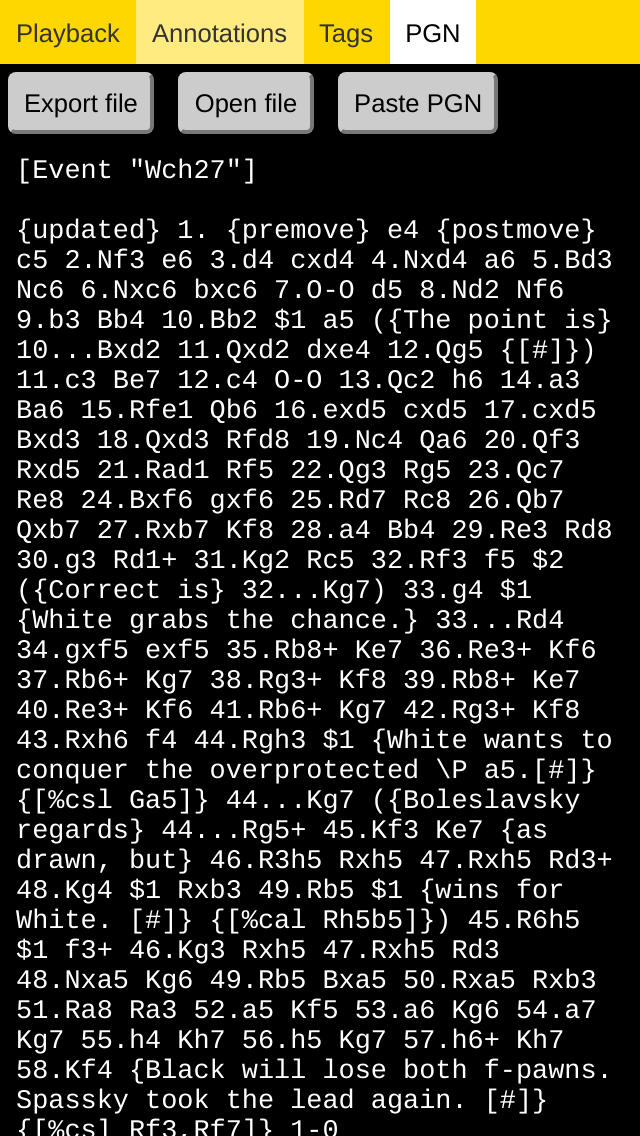 Playback Annotations Tags PGN
Export file Open file Paste PGN
[Event "Wch27"]
{updated} 1. {premove} e4 {postmove}
c5 2.Nf3 e6 3.d4 cxd4 4.Nxd4 a6 5.Bd3
Nc6 6.Nxc6 bxc6 7.O-O d5 8.Nd2 Nf6
9.b3 Bb4 10.Bb2 $1 a5 ({The point is}
10...Bxd2 11.Qxd2 dxe4 12.Qg5 {[#]})
11.c3 Be7 12.c4 O-O 13.Qc2 h6 14.a3
Ba6 15.Rfe1 Qb6 16.exd5 cxd5 17.cxd5
Bxd3 18.Qxd3 Rfd8 19.Nc4 Qa6 20.Qf3
Rxd5 21.Rad1 Rf5 22.Qg3 Rg5 23.Qc7
Re8 24.Bxf6 gxf6 25.Rd7 Rc8 26.Qb7
Qxb7 27.Rxb7 Kf8 28.a4 Bb4 29.Re3 Rd8
30.g3 Rd1+ 31.Kg2 Rc5 32.Rf3 f5 $2
({Correct is} 32...Kg7) 33.g4 $1
{White grabs the chance.} 33...Rd4
34.gxf5 exf5 35.Rb8+ Ke7 36.Re3+ Kf6
37.Rb6+ Kg7 38.Rg3+ Kf8 39.Rb8+ Ke7
40.Re3+ Kf6 41.Rb6+ Kg7 42.Rg3+ Kf8
43.Rxh6 f4 44.Rgh3 $1 {White wants to
conquer the overprotected \P a5.[#]}
{[%csl Ga5]} 44...Kg7 ({Boleslavsky
regards} 44...Rg5+ 45.Kf3 Ke7 {as
drawn, but} 46.R3h5 Rxh5 47.Rxh5 Rd3+
48.Kg4 $1 Rxb3 49.Rb5 $1 {wins for
White. [#]} {[%cal Rh5b5]}) 45.R6h5
$1 f3+ 46.Kg3 Rxh5 47.Rxh5 Rd3
48.Nxa5 Kg6 49.Rb5 Bxa5 50.Rxa5 Rxb3
51.Ra8 Ra3 52.a5 Kf5 53.a6 Kg6 54.a7
Kg7 55.h4 Kh7 56.h5 Kg7 57.h6+ Kh7
58.Kf4 {Black will lose both f-pawns.
Spassky took the lead again. [#]}
{[%csl Rf3,Rf7]} 1-0